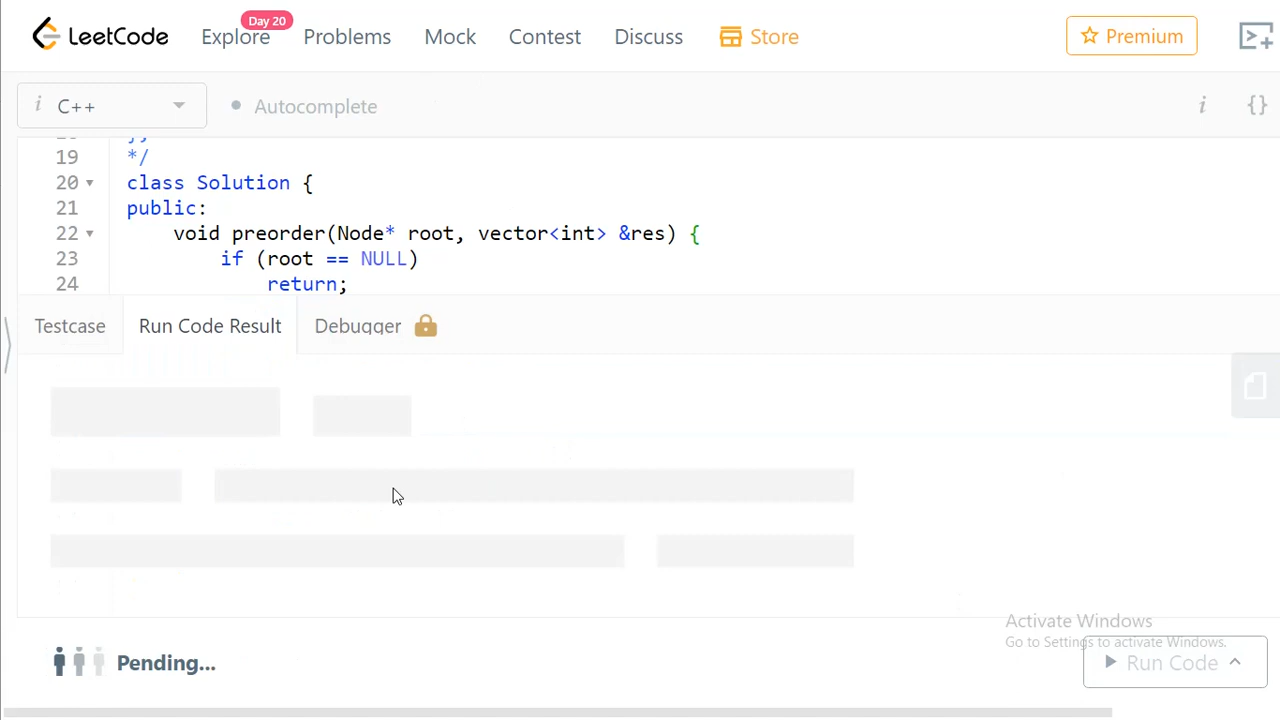 LeetCode Explore Day 20 Problems Mock Contest Discuss Store Premium
i C++ Autocomplete i {}
19 */
20 class Solution {
21 public:
22 void preorder(Node* root, vector<int> &res) {
23 if (root == NULL)
24 return;
Testcase Run Code Result Debugger
Activate Windows
Go to Settings to activate Windows.
Pending... Run Code